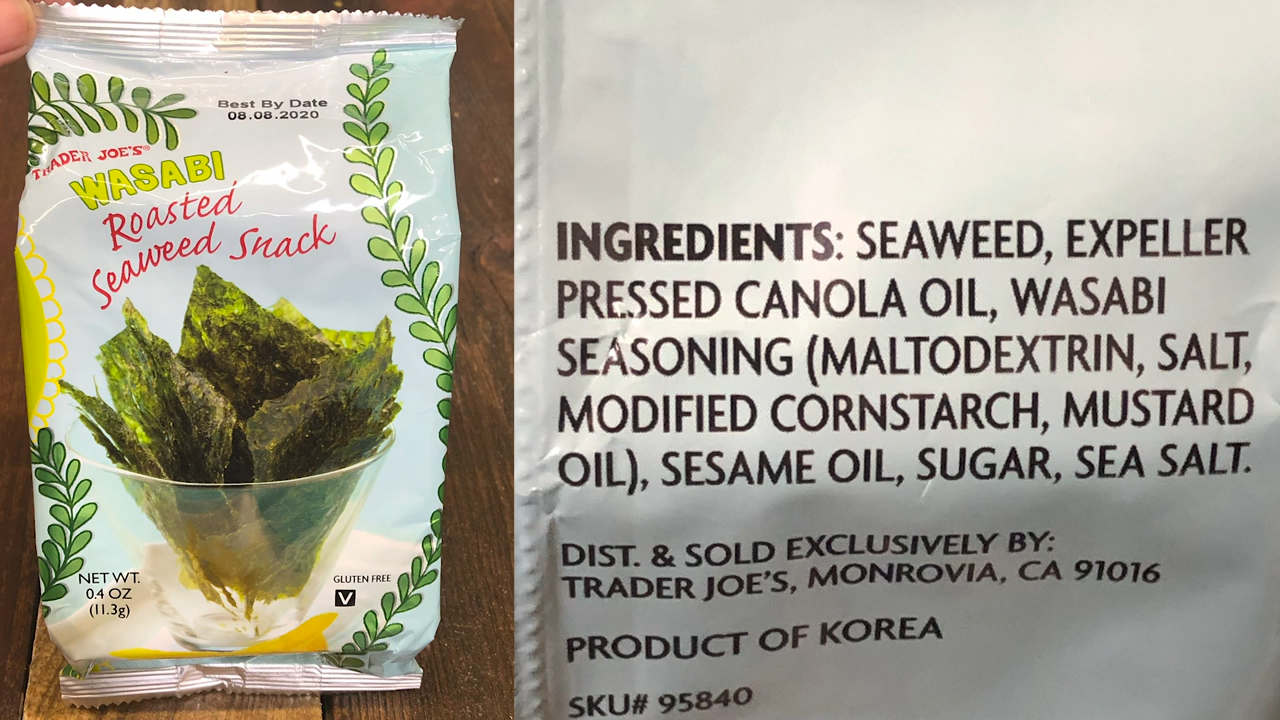 Best By Date
08.08.2020
TRADER JOE'S®
WASABI
Roasted
Seaweed Snack
NET WT.
0.4 OZ
(11.3g)
GLUTEN FREE
V
INGREDIENTS: SEAWEED, EXPELLER
PRESSED CANOLA OIL, WASABI
SEASONING (MALTODEXTRIN, SALT,
MODIFIED CORNSTARCH, MUSTARD
OIL), SESAME OIL, SUGAR, SEA SALT.
DIST. & SOLD EXCLUSIVELY BY:
TRADER JOE'S, MONROVIA, CA 91016
PRODUCT OF KOREA
SKU# 95840